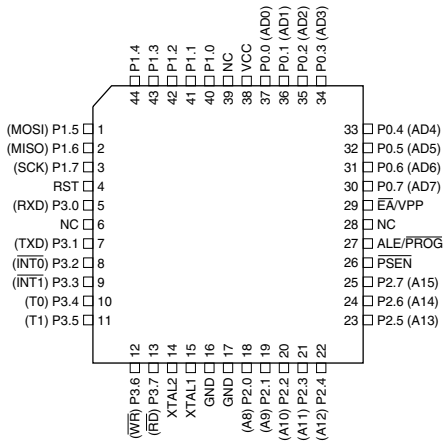 44 P1.4
43 P1.3
42 P1.2
41 P1.1
40 P1.0
39 NC
38 VCC
37 P0.0 (AD0)
36 P0.1 (AD1)
35 P0.2 (AD2)
34 P0.3 (AD3)
(MOSI) P1.5 1
(MISO) P1.6 2
(SCK) P1.7 3
RST 4
(RXD) P3.0 5
NC 6
(TXD) P3.1 7
(INT0) P3.2 8
(INT1) P3.3 9
(T0) P3.4 10
(T1) P3.5 11
33 P0.4 (AD4)
32 P0.5 (AD5)
31 P0.6 (AD6)
30 P0.7 (AD7)
29 EA/VPP
28 NC
27 ALE/PROG
26 PSEN
25 P2.7 (A15)
24 P2.6 (A14)
23 P2.5 (A13)
(WR) P3.6 12
(RD) P3.7 13
XTAL2 14
XTAL1 15
GND 16
GND 17
(A8) P2.0 18
(A9) P2.1 19
(A10) P2.2 20
(A11) P2.3 21
(A12) P2.4 22